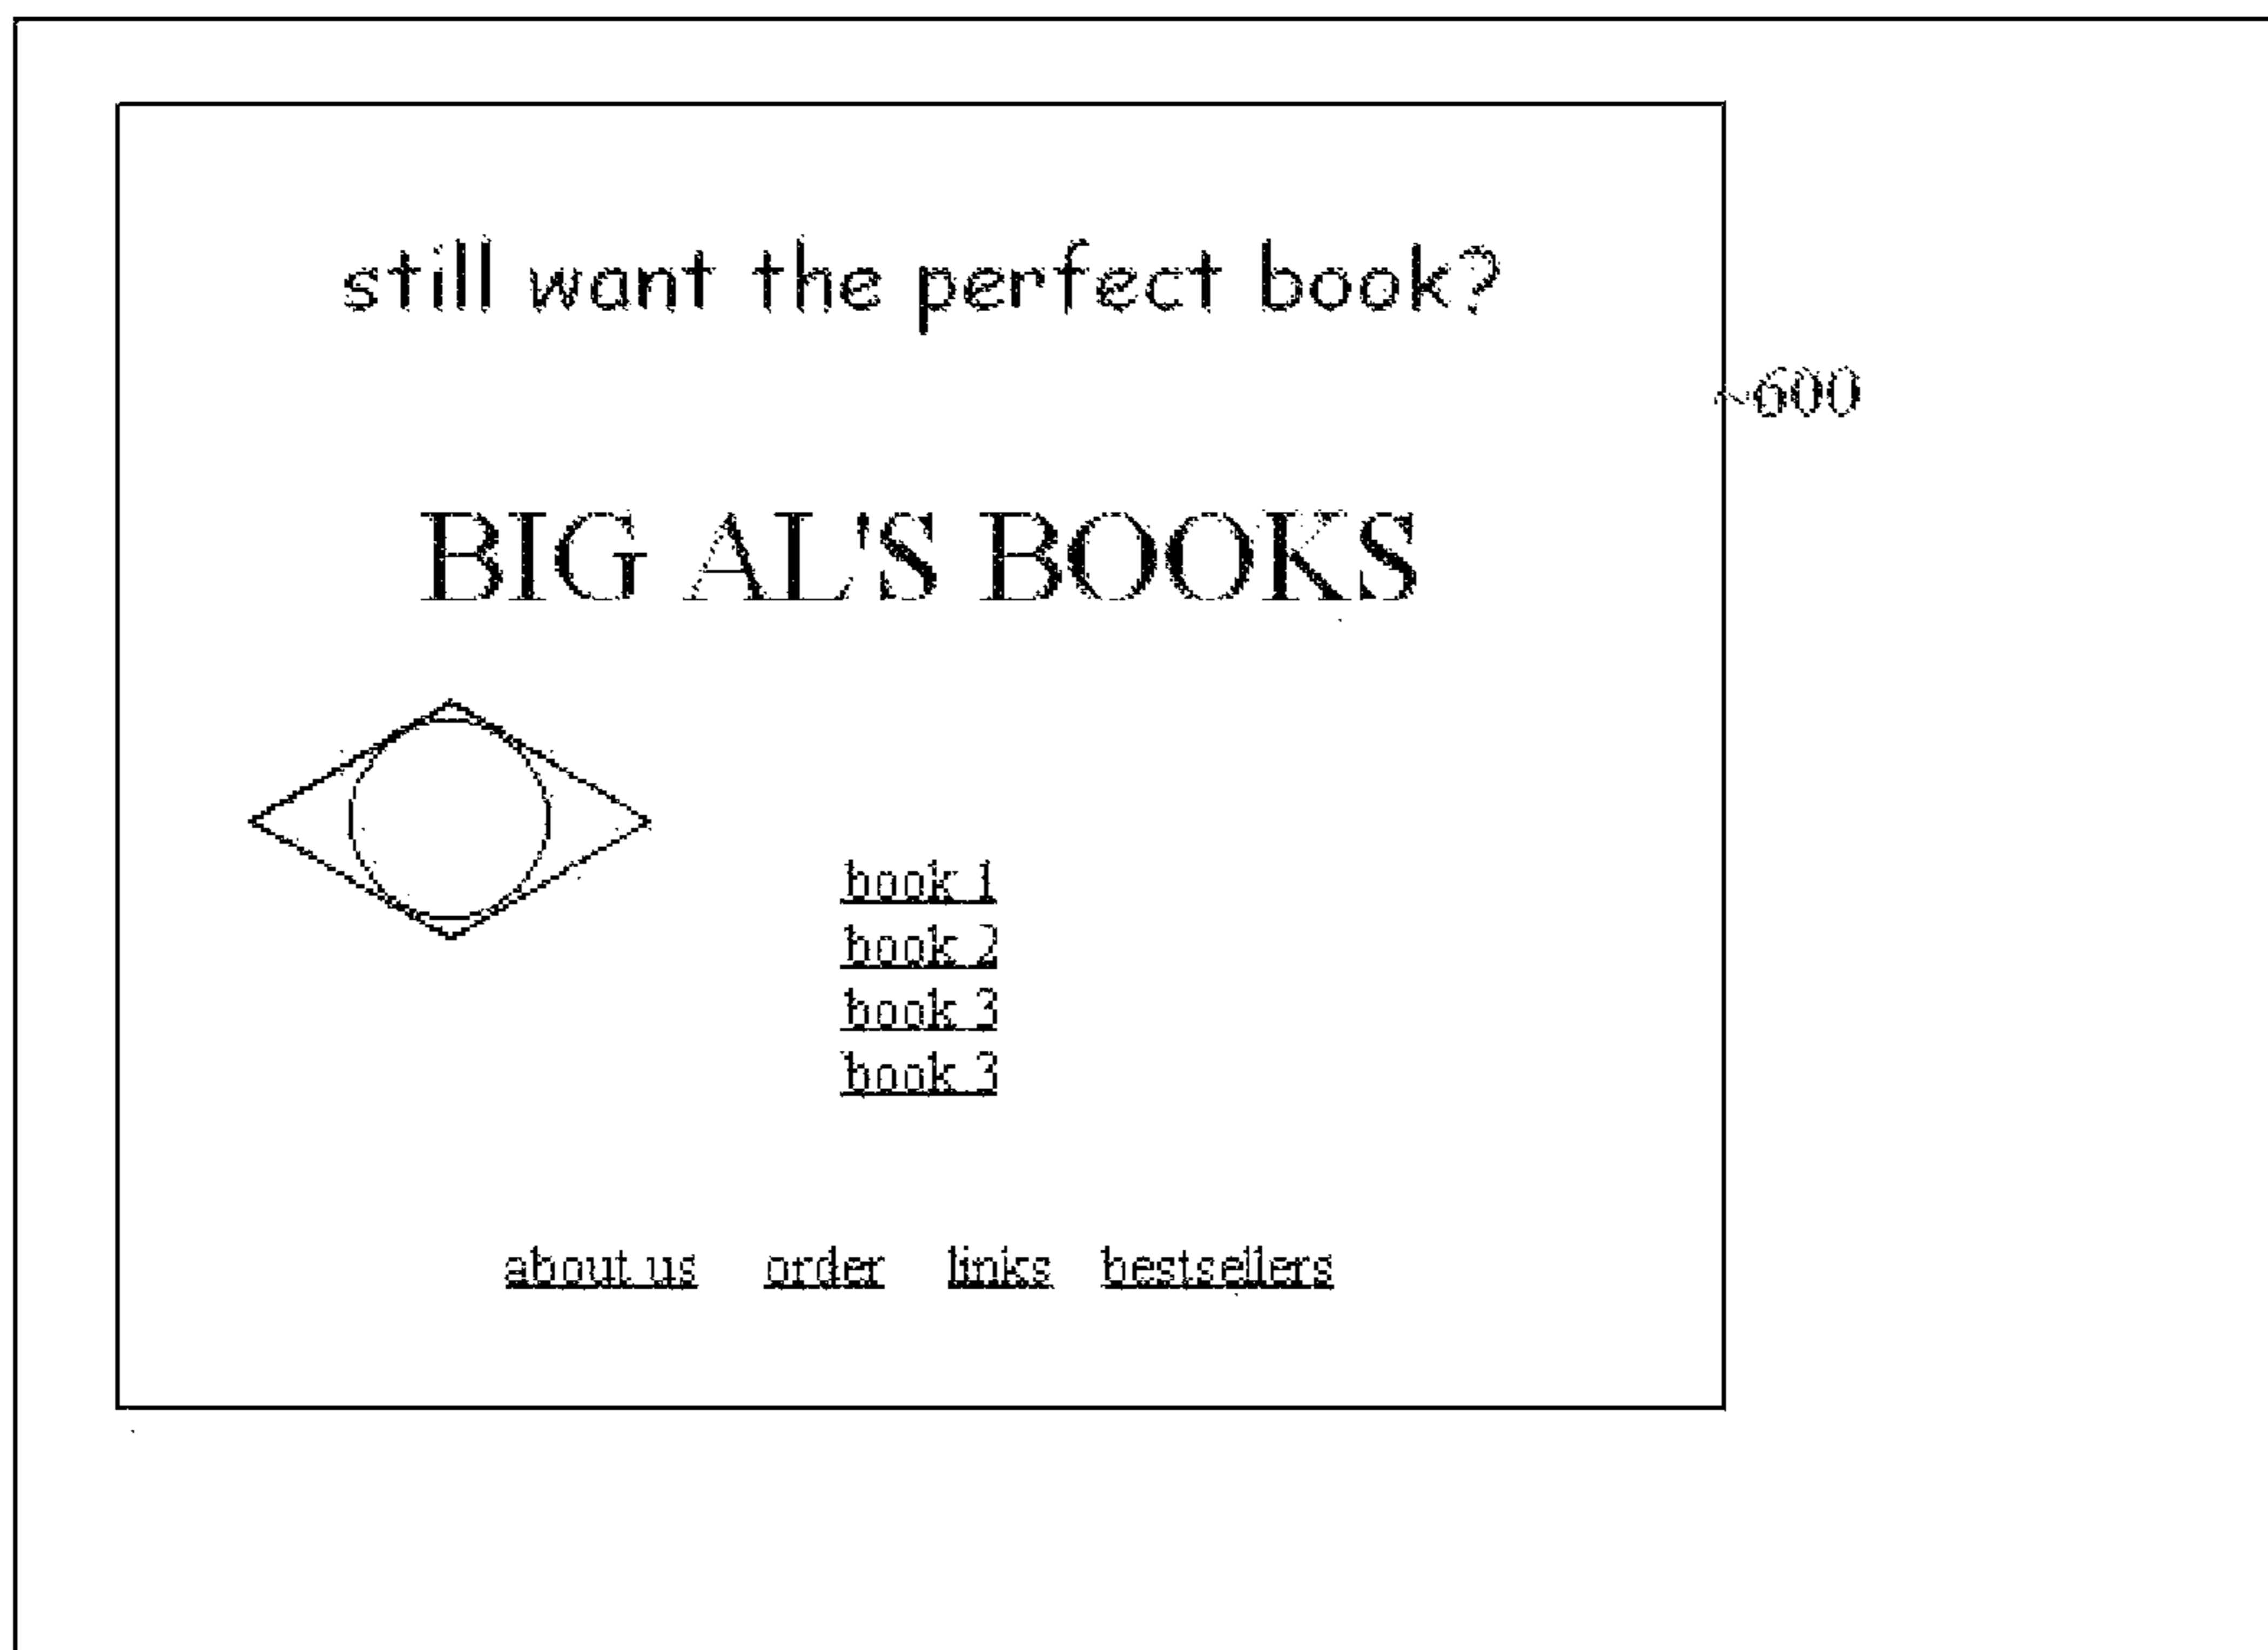 still want the perfect book?
~600
BIG AL'S BOOKS
book 1
book 2
book 3
book 3
about us order links bestsellers